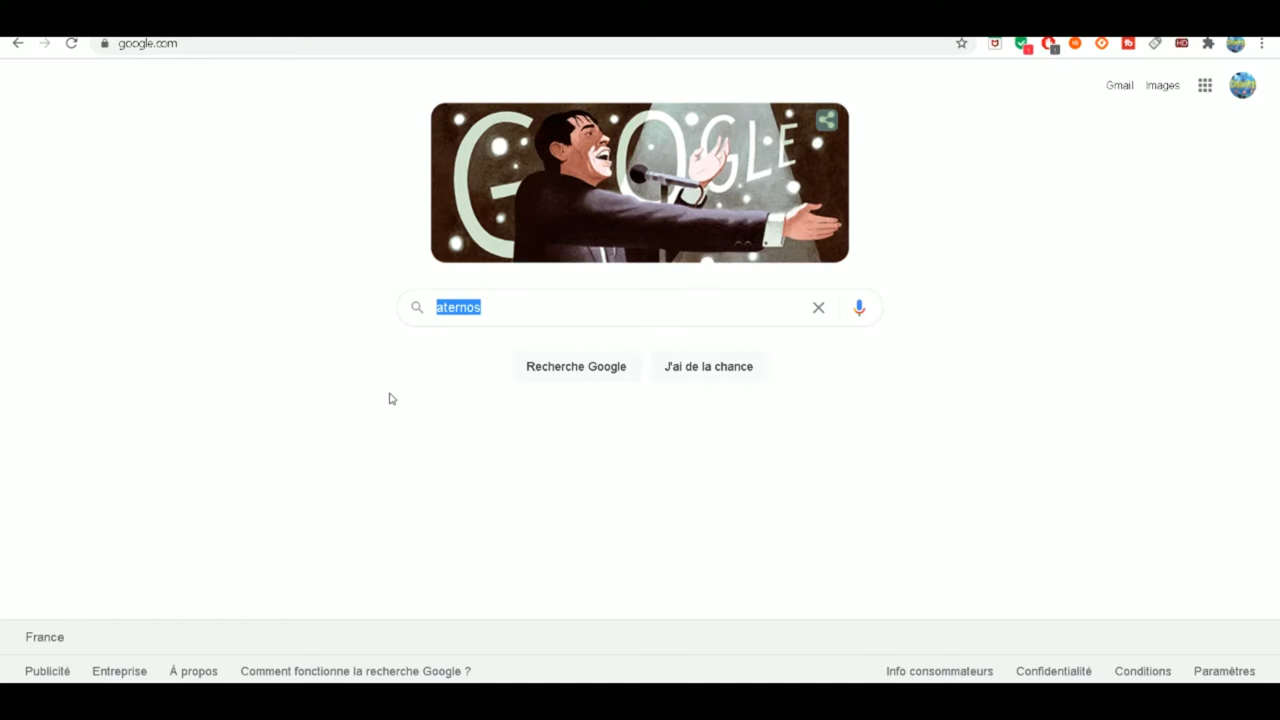 google.com
Gmail Images
GOOGLE
aternos
Recherche Google J'ai de la chance
France
Publicité Entreprise À propos Comment fonctionne la recherche Google ? Info consommateurs Confidentialité Conditions Paramètres